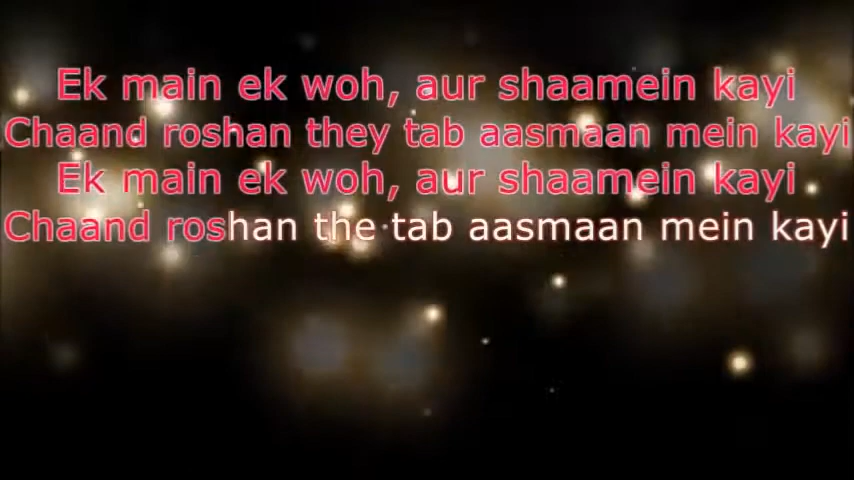 Ek main ek woh, aur shaamein kayi
Chaand roshan they tab aasmaan mein kayi
Ek main ek woh, aur shaamein kayi
Chaand roshan the tab aasmaan mein kayi